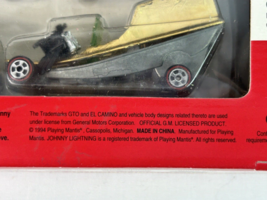 The Trademarks GTO and EL CAMINO and vehicle body designs related thereto are used
under license from General Motors Corporation. OFFICIAL G.M. LICENSED PRODUCT.
© 1994 Playing Mantis, Cassopolis, Michigan. MADE IN CHINA. Manufactured for Playing
Mantis. JOHNNY LIGHTNING is a registered trademark of Playing Mantis. All rights reserved.